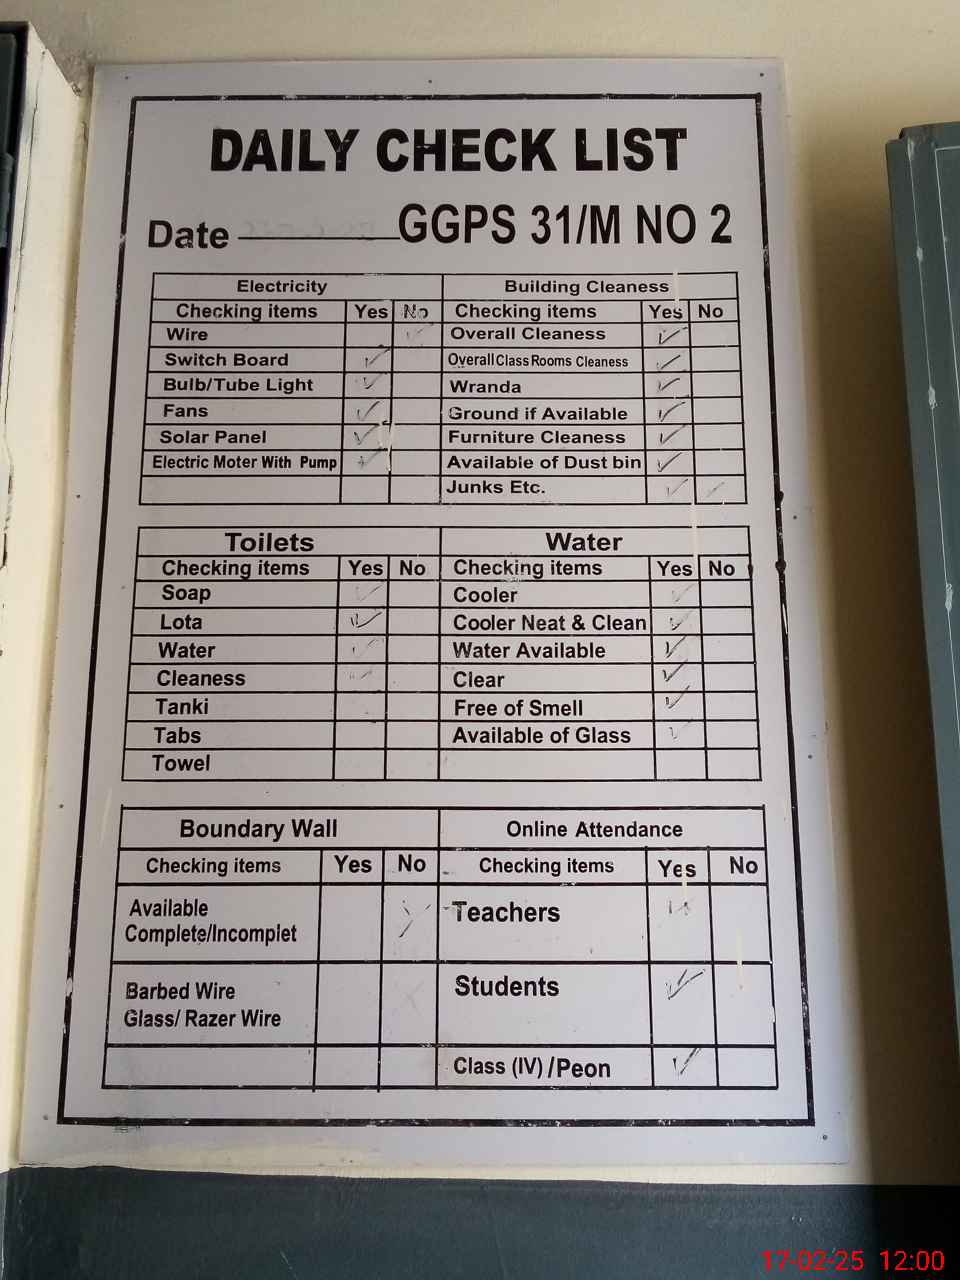 DAILY CHECK LIST
Date GGPS 31/M NO 2
Electricity Building Cleaness
Checking items Yes No Checking items Yes No
Wire Overall Cleaness
Switch Board Overall Class Rooms Cleaness
Bulb/Tube Light Wranda
Fans Ground if Available
Solar Panel Furniture Cleaness
Electric Moter With Pump Available of Dust bin
Junks Etc.
Toilets Water
Checking items Yes No Checking items Yes No
Soap Cooler
Lota Cooler Neat & Clean
Water Water Available
Cleaness Clear
Tanki Free of Smell
Tabs Available of Glass
Towel
Boundary Wall Online Attendance
Checking items Yes No Checking items Yes No
Available Teachers
Complete/Incomplet
Barbed Wire Students
Glass/ Razer Wire
Class (IV) /Peon
17-02-25 12:00